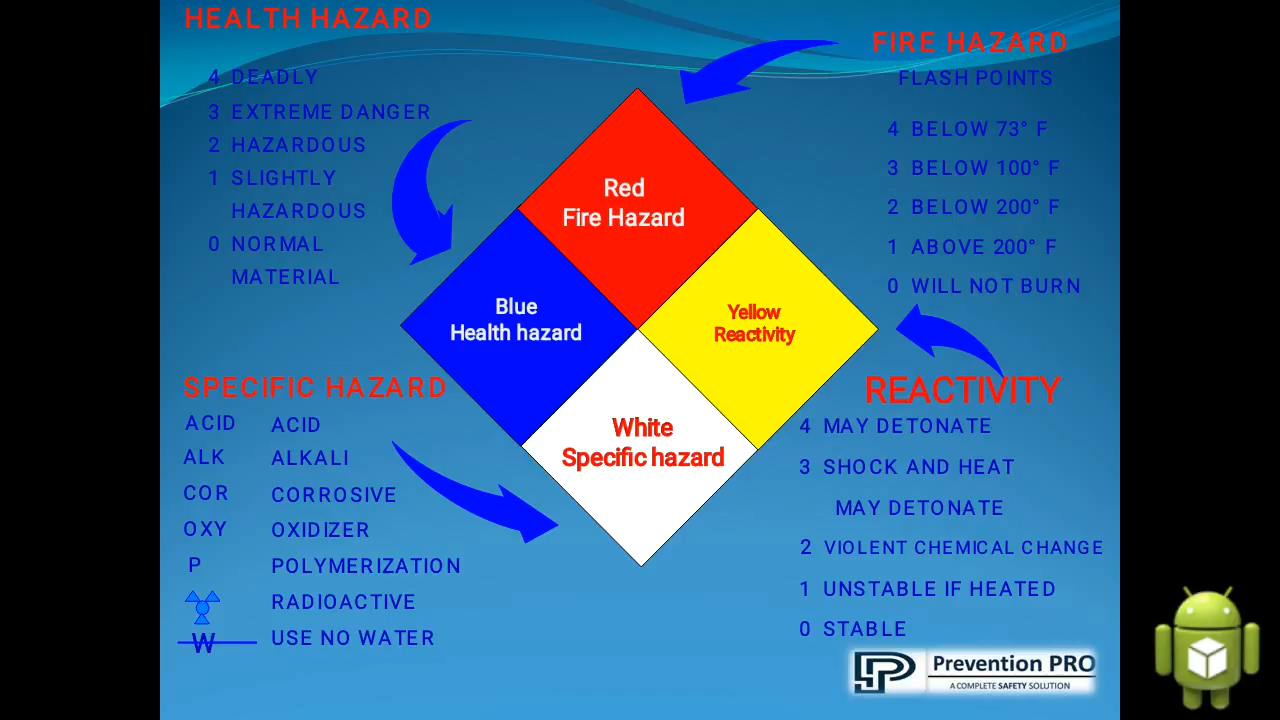 HEALTH HAZARD
4 DEADLY
3 EXTREME DANGER
2 HAZARDOUS
1 SLIGHTLY
HAZARDOUS
0 NORMAL
MATERIAL
FIRE HAZARD
FLASH POINTS
4 BELOW 73° F
3 BELOW 100° F
2 BELOW 200° F
1 ABOVE 200° F
0 WILL NOT BURN
Red
Fire Hazard
Blue
Health hazard
Yellow
Reactivity
White
Specific hazard
SPECIFIC HAZARD
ACID ACID
ALK ALKALI
COR CORROSIVE
OXY OXIDIZER
P POLYMERIZATION
RADIOACTIVE
W USE NO WATER
REACTIVITY
4 MAY DETONATE
3 SHOCK AND HEAT
MAY DETONATE
2 VIOLENT CHEMICAL CHANGE
1 UNSTABLE IF HEATED
0 STABLE
Prevention PRO
A COMPLETE SAFETY SOLUTION